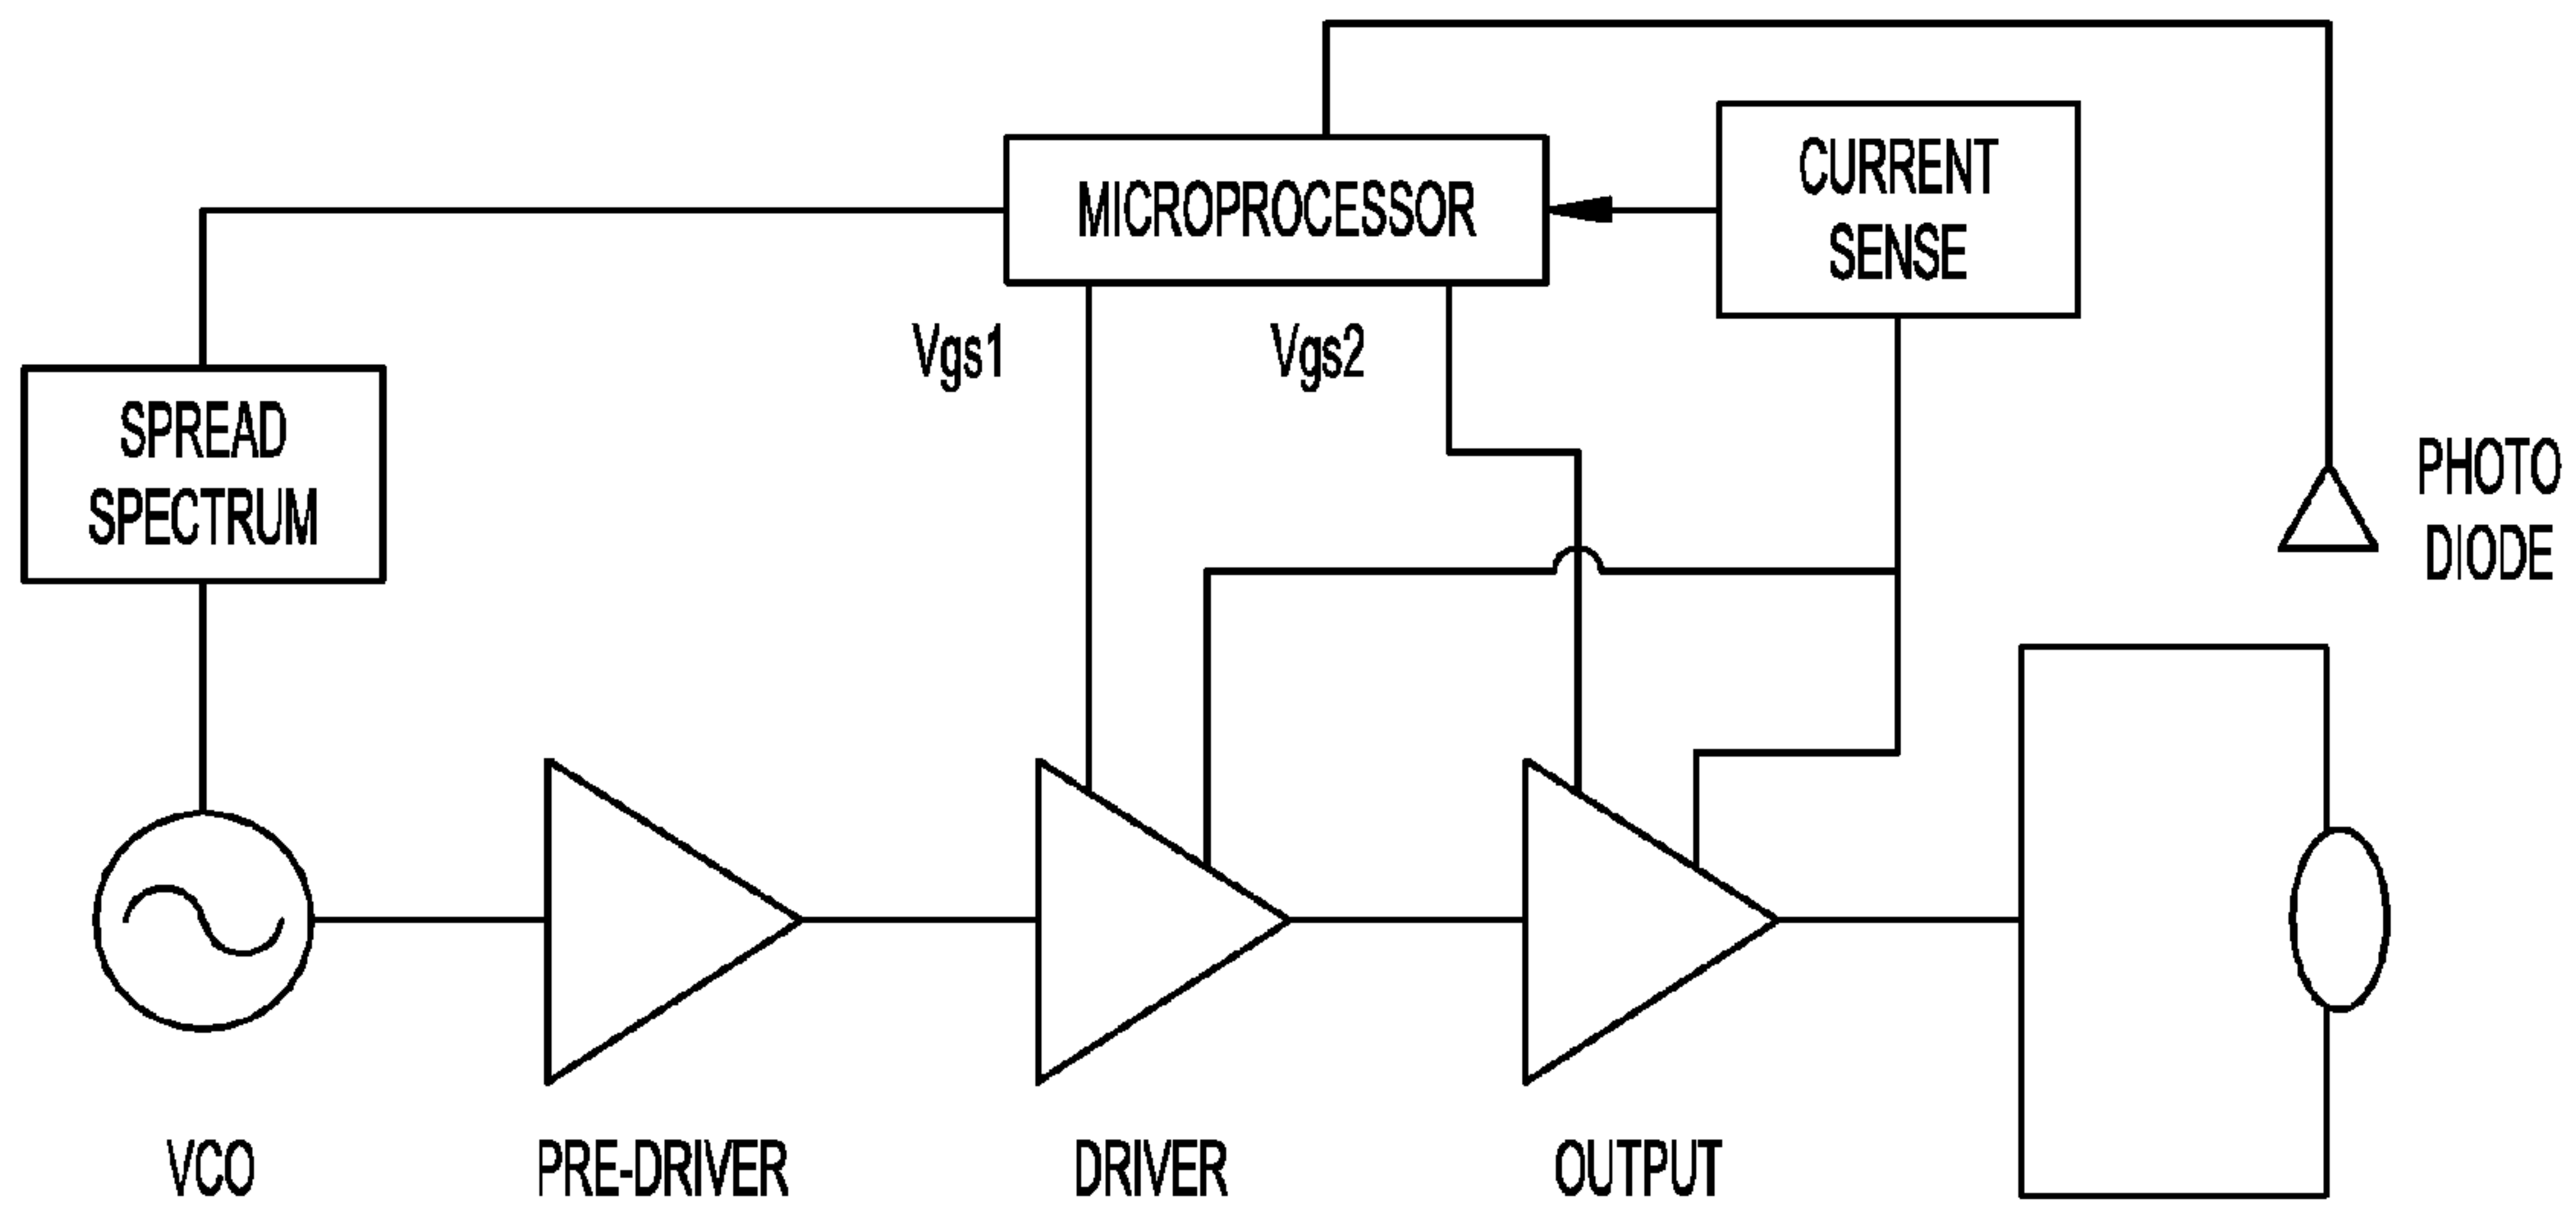 MICROPROCESSOR
CURRENT
SENSE
Vgs1
Vgs2
SPREAD
SPECTRUM
PHOTO
DIODE
VCO
PRE-DRIVER
DRIVER
OUTPUT